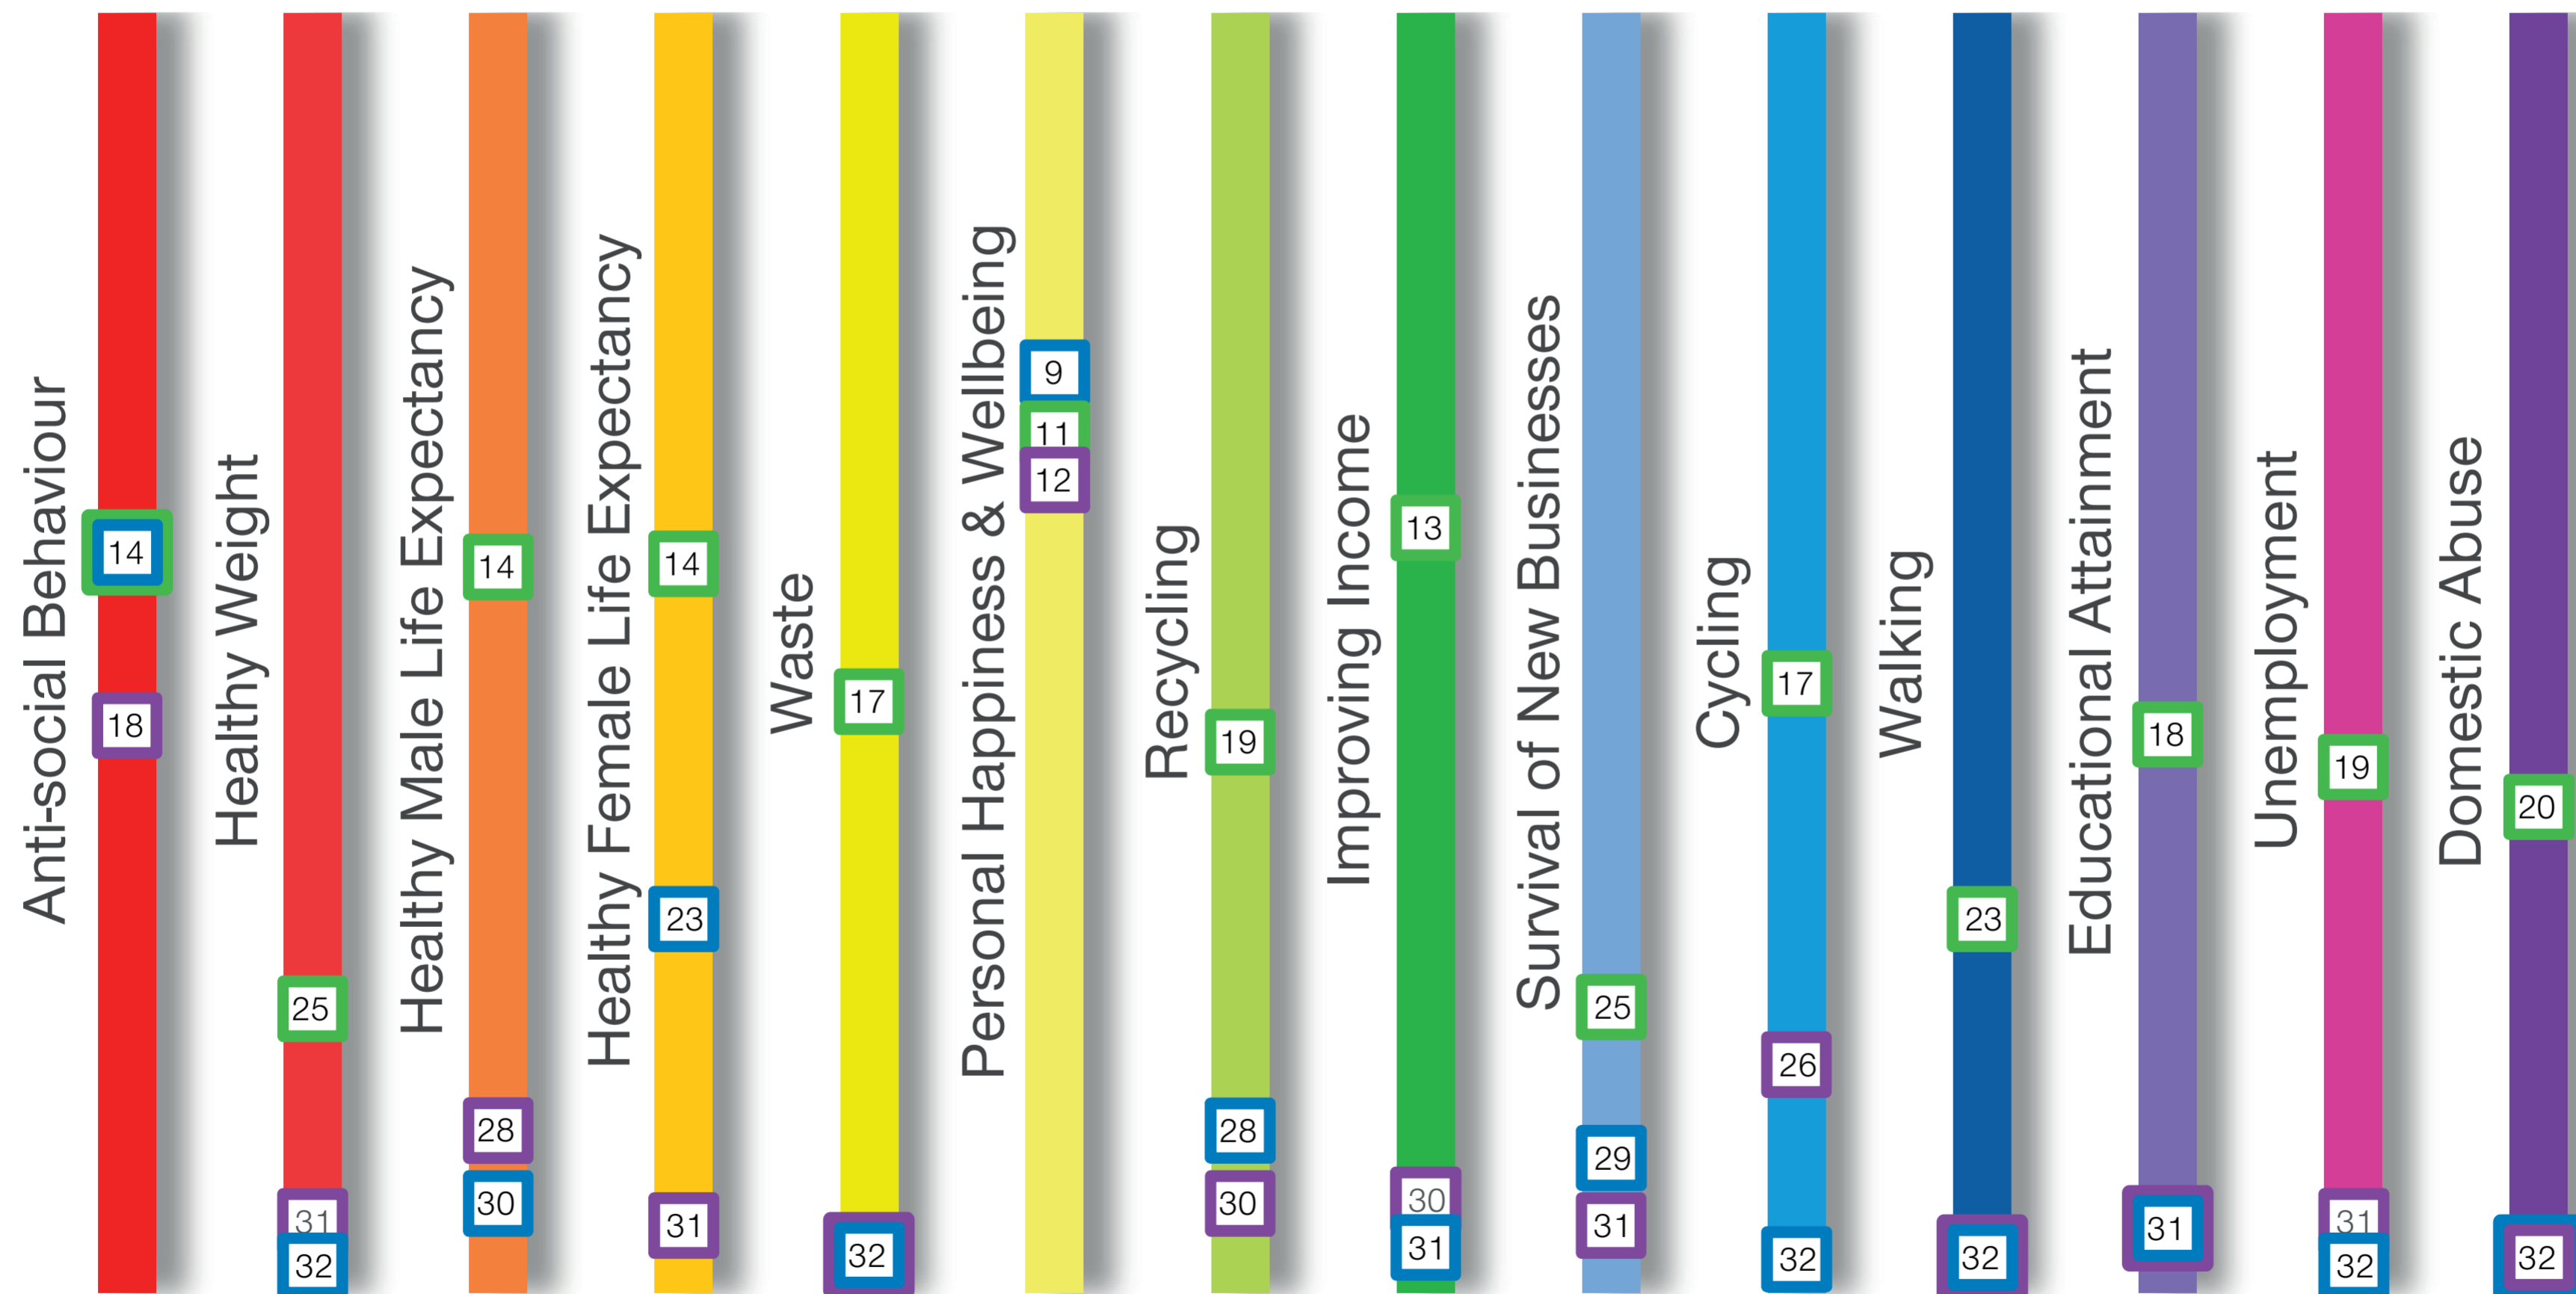 Anti-social Behaviour
14
18
Healthy Weight
25
31
32
Healthy Male Life Expectancy
14
28
30
Healthy Female Life Expectancy
14
23
31
Waste
17
32
Personal Happiness & Wellbeing
9
11
12
Recycling
19
28
30
Improving Income
13
30
31
Survival of New Businesses
25
29
31
Cycling
17
26
32
Walking
23
32
Educational Attainment
18
31
Unemployment
19
31
32
Domestic Abuse
20
32